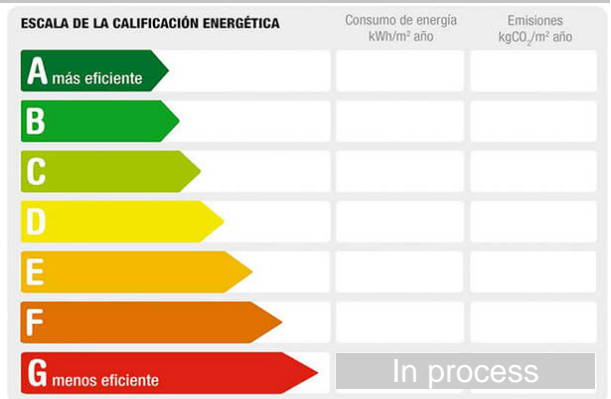 ESCALA DE LA CALIFICACIÓN ENERGÉTICA
Consumo de energía
kWh/m² año
Emisiones
kgCO₂/m² año
A más eficiente
B
C
D
E
F
G menos eficiente
In process